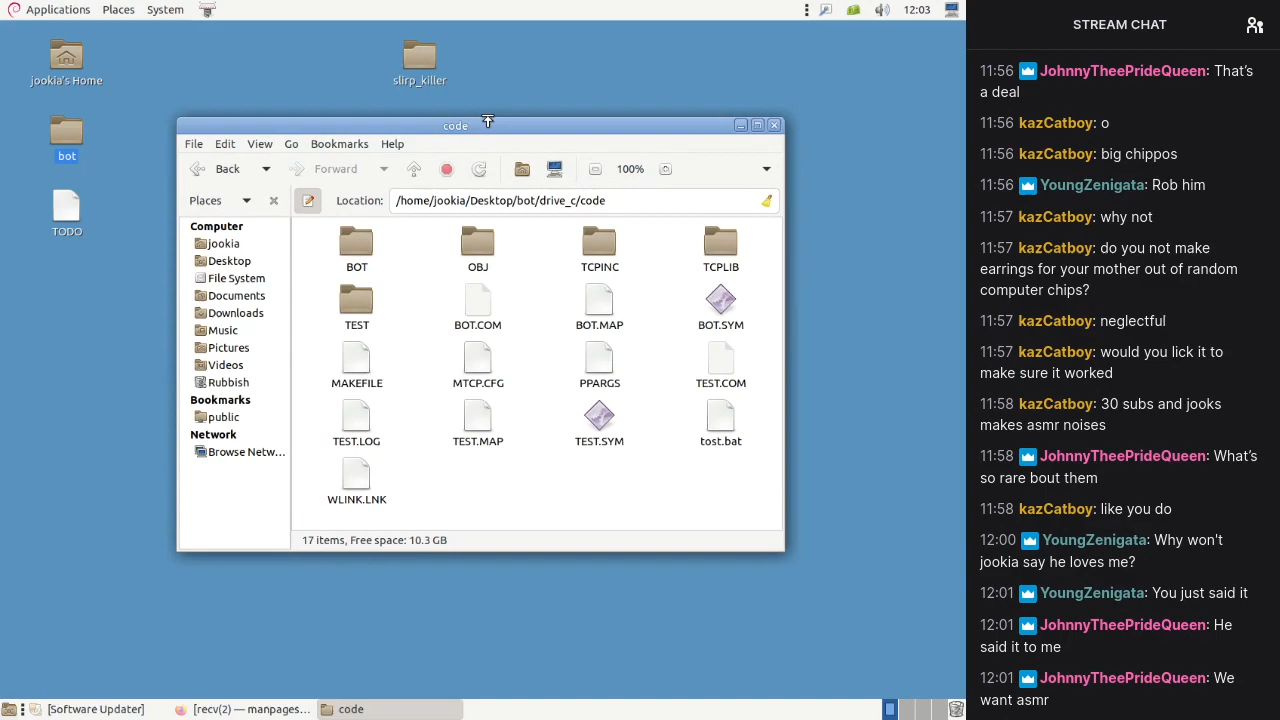 Applications Places System 12:03
jookia's Home
slirp_killer
bot
TODO
code
File Edit View Go Bookmarks Help
Back Forward 100%
Places Location: /home/jookia/Desktop/bot/drive_c/code
Computer
jookia
Desktop
File System
Documents
Downloads
Music
Pictures
Videos
Rubbish
Bookmarks
public
Network
Browse Netw...
BOT OBJ TCPINC TCPLIB
TEST BOT.COM BOT.MAP BOT.SYM
MAKEFILE MTCP.CFG PPARGS TEST.COM
TEST.LOG TEST.MAP TEST.SYM tost.bat
WLINK.LNK
17 items, Free space: 10.3 GB
[Software Updater] [recv(2) — manpages... code
STREAM CHAT
11:56 JohnnyTheePrideQueen: That's
a deal
11:56 kazCatboy: o
11:56 kazCatboy: big chippos
11:56 YoungZenigata: Rob him
11:57 kazCatboy: why not
11:57 kazCatboy: do you not make
earrings for your mother out of random
computer chips?
11:57 kazCatboy: neglectful
11:57 kazCatboy: would you lick it to
make sure it worked
11:58 kazCatboy: 30 subs and jooks
makes asmr noises
11:58 JohnnyTheePrideQueen: What's
so rare bout them
11:58 kazCatboy: like you do
12:00 YoungZenigata: Why won't
jookia say he loves me?
12:01 YoungZenigata: You just said it
12:01 JohnnyTheePrideQueen: He
said it to me
12:01 JohnnyTheePrideQueen: We
want asmr